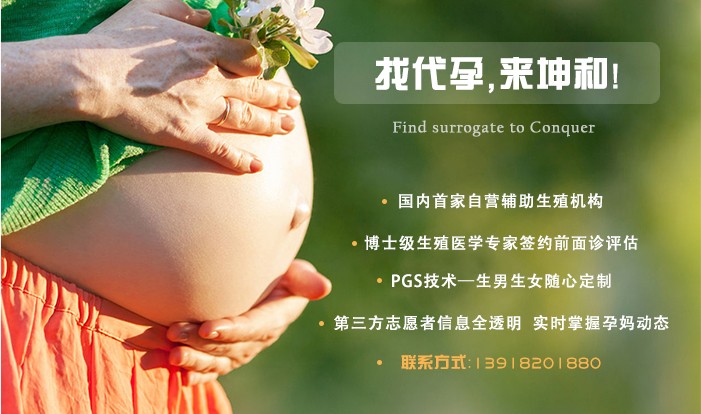 找代孕,来坤和!
Find surrogate to Conquer
国内首家自营辅助生殖机构
博士级生殖医学专家签约前面诊评估
PGS技术—生男生女随心定制
第三方志愿者信息全透明 实时掌握孕妈动态
联系方式:13918201880